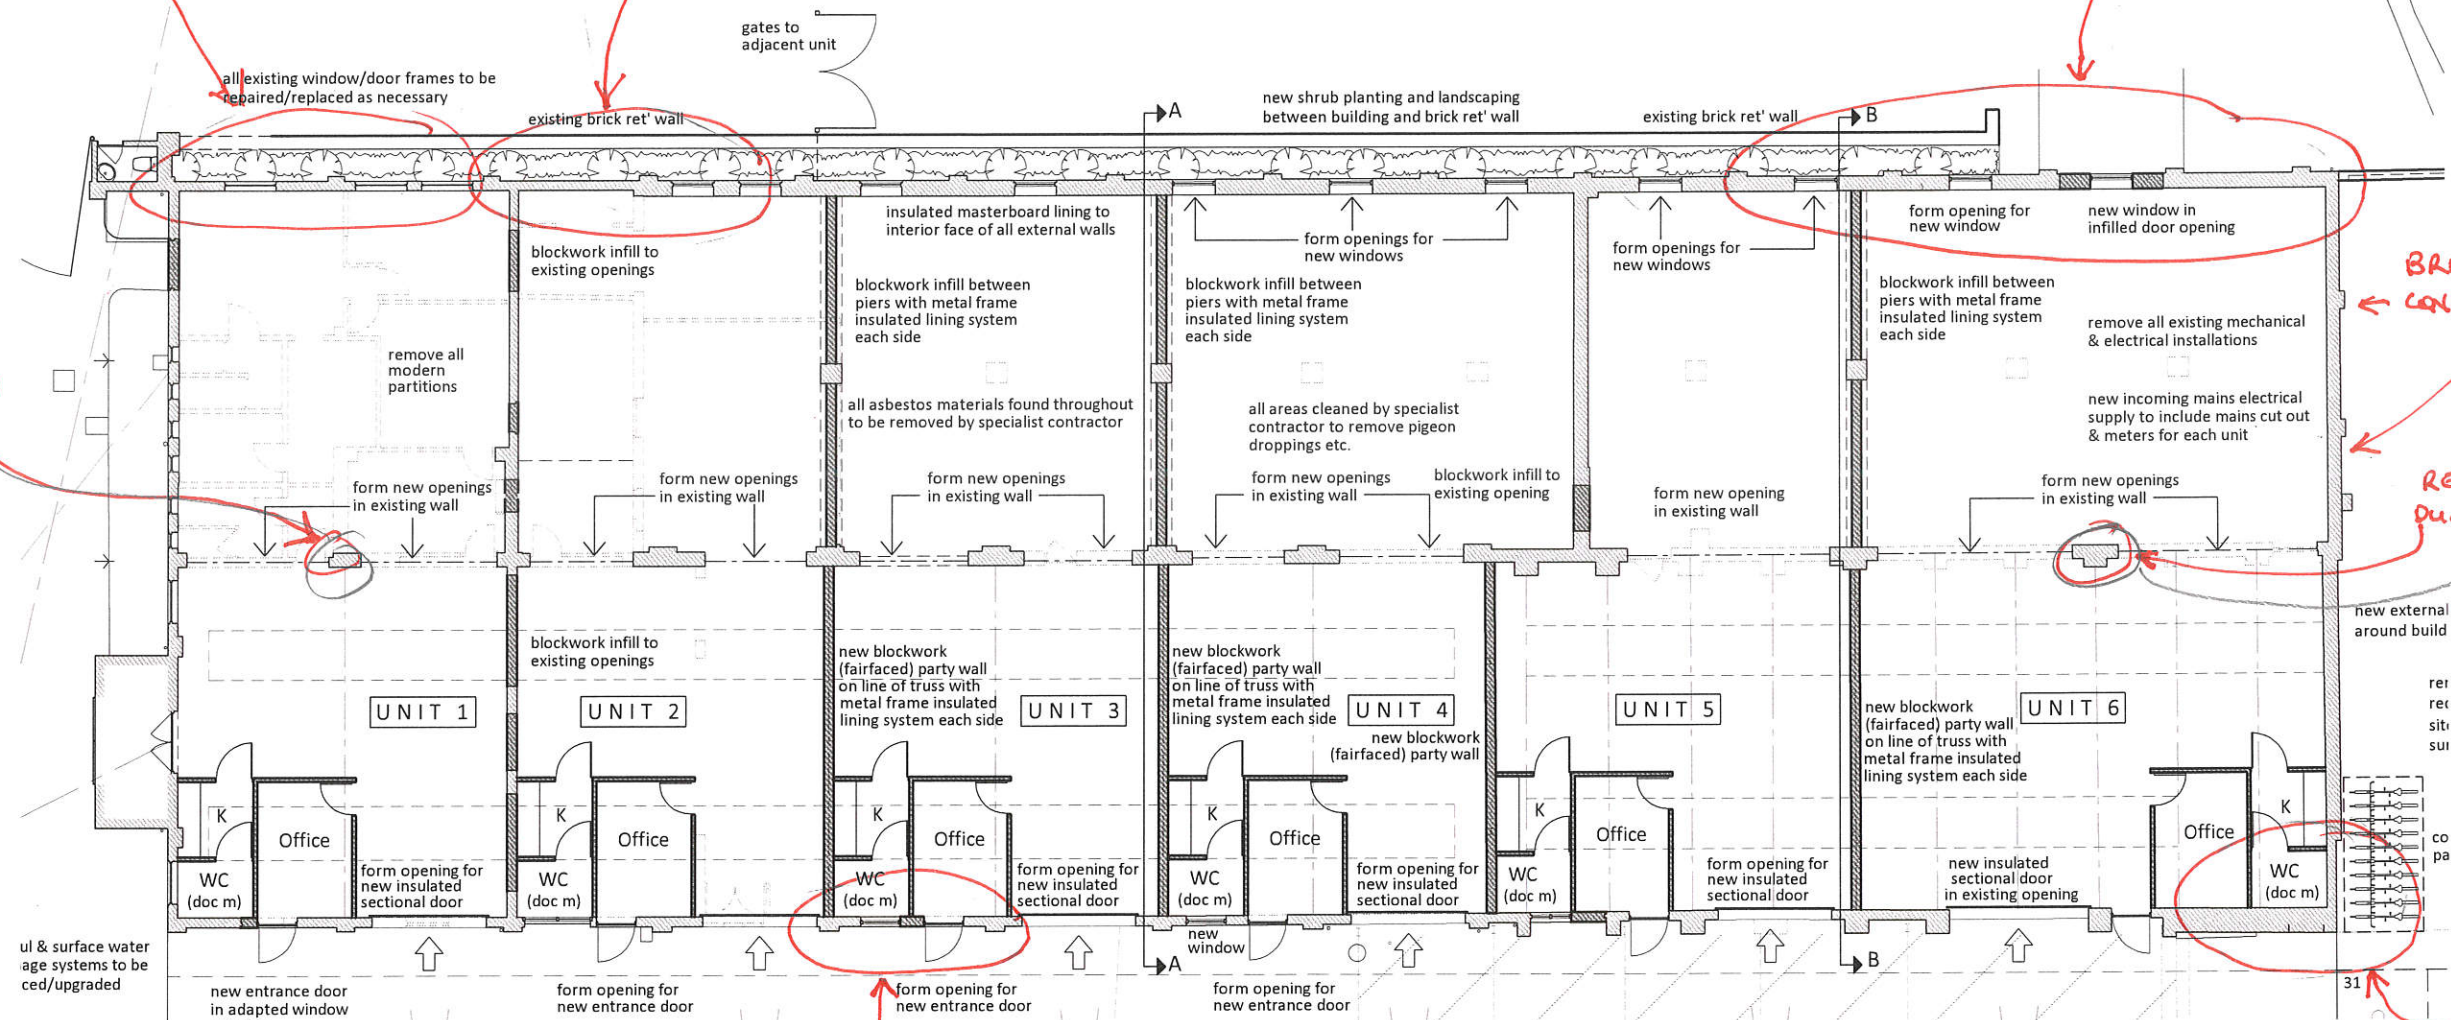 gates to
adjacent unit
all existing window/door frames to be
repaired/replaced as necessary
existing brick ret' wall
new shrub planting and landscaping
between building and brick ret' wall
existing brick ret' wall
A
B
insulated masterboard lining to
interior face of all external walls
form openings for
new windows
form openings for
new windows
form opening for
new window
new window in
infilled door opening
blockwork infill to
existing openings
blockwork infill between
piers with metal frame
insulated lining system
each side
blockwork infill between
piers with metal frame
insulated lining system
each side
blockwork infill between
piers with metal frame
insulated lining system
each side
remove all existing mechanical
& electrical installations
remove all
modern
partitions
all asbestos materials found throughout
to be removed by specialist contractor
all areas cleaned by specialist
contractor to remove pigeon
droppings etc.
new incoming mains electrical
supply to include mains cut out
& meters for each unit
form new openings
in existing wall
form new openings
in existing wall
form new openings
in existing wall
form new openings
in existing wall
blockwork infill to
existing opening
form new opening
in existing wall
form new openings
in existing wall
new external
around build
blockwork infill to
existing openings
new blockwork
(fairfaced) party wall
on line of truss with
metal frame insulated
lining system each side
new blockwork
(fairfaced) party wall
on line of truss with
metal frame insulated
lining system each side
new blockwork
(fairfaced) party wall
new blockwork
(fairfaced) party wall
on line of truss with
metal frame insulated
lining system each side
UNIT 1
UNIT 2
UNIT 3
UNIT 4
UNIT 5
UNIT 6
K
Office
WC
(doc m)
form opening for
new insulated
sectional door
K
Office
WC
(doc m)
K
Office
WC
(doc m)
form opening for
new insulated
sectional door
K
Office
WC
(doc m)
form opening for
new insulated
sectional door
K
Office
WC
(doc m)
form opening for
new insulated
sectional door
new insulated
sectional door
in existing opening
Office
K
WC
(doc m)
ul & surface water
age systems to be
ced/upgraded
new entrance door
in adapted window
form opening for
new entrance door
form opening for
new entrance door
new
window
form opening for
new entrance door
A
B
31